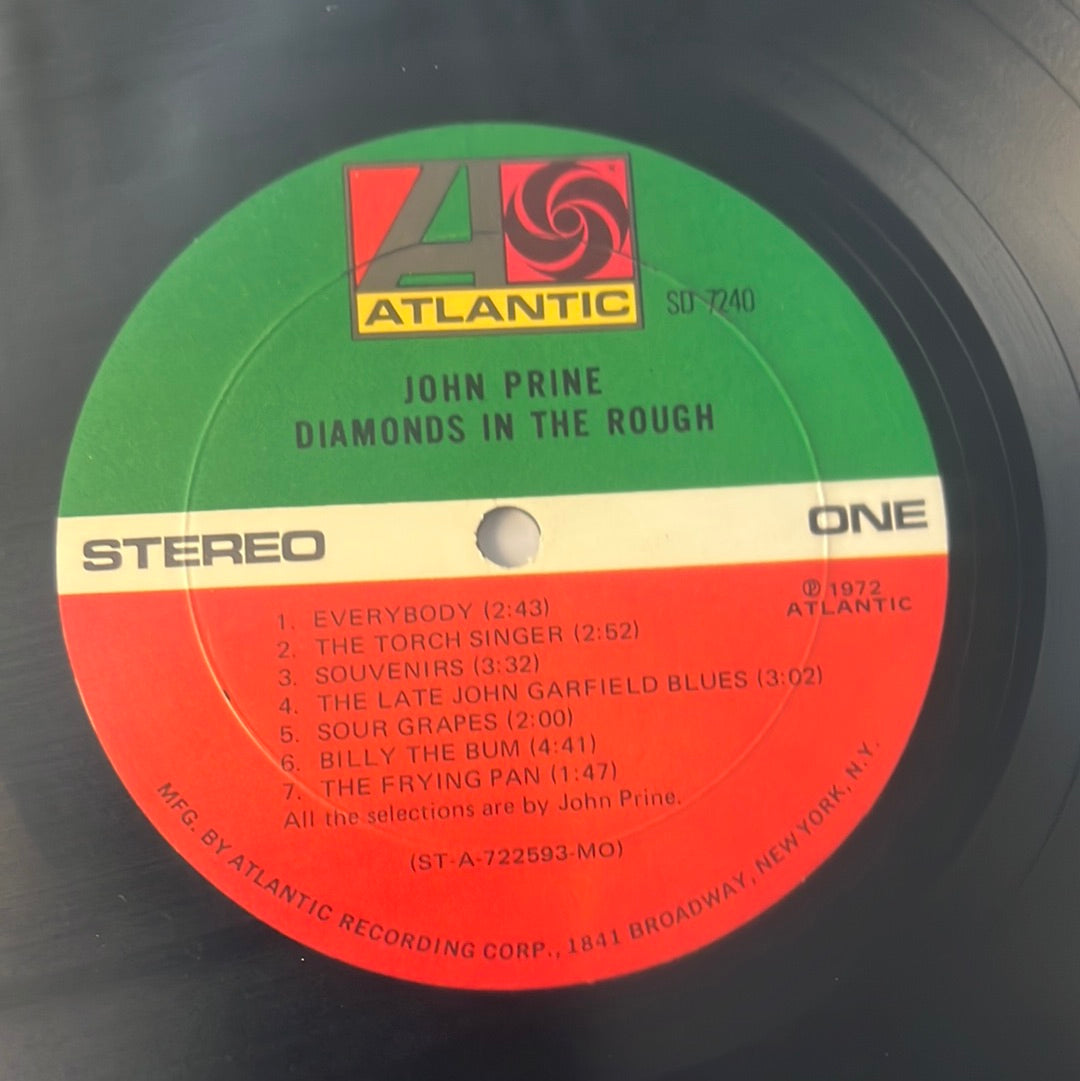 A
ATLANTIC
SD 7240
JOHN PRINE
DIAMONDS IN THE ROUGH
STEREO
ONE
℗ 1972
ATLANTIC
1. EVERYBODY (2:43)
2. THE TORCH SINGER (2:52)
3. SOUVENIRS (3:32)
4. THE LATE JOHN GARFIELD BLUES (3:02)
5. SOUR GRAPES (2:00)
6. BILLY THE BUM (4:41)
7. THE FRYING PAN (1:47)
All the selections are by John Prine.
(ST-A-722593-MO)
MFG. BY ATLANTIC RECORDING CORP., 1841 BROADWAY, NEW YORK, N.Y.